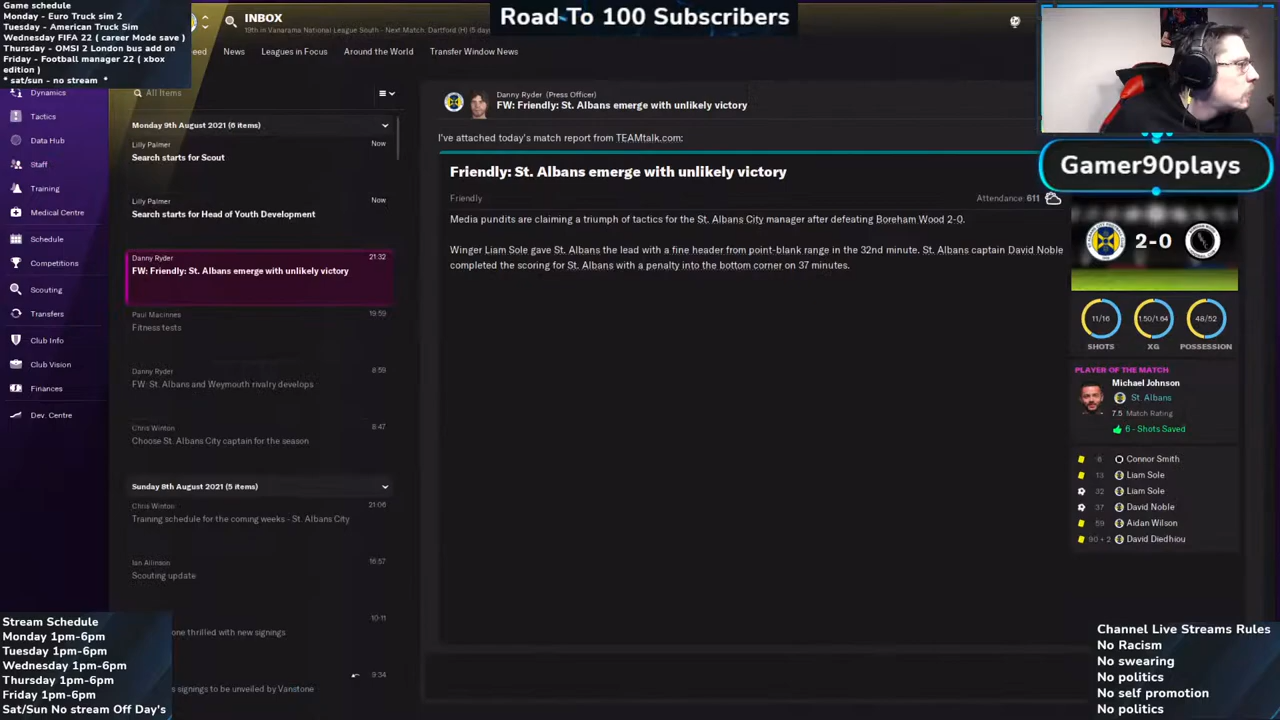 Game schedule
Monday - Euro Truck sim 2
Tuesday - American Truck Sim
Wednesday FIFA 22 ( career Mode save )
Thursday - OMSI 2 London bus add on
Friday - Football manager 22 ( xbox
edition )
* sat/sun - no stream *
INBOX
19th in Vanarama National League South - Next Match: Dartford (H) (5 day
Road To 100 Subscribers
News
Leagues in Focus
Around the World
Transfer Window News
Dynamics
Tactics
Data Hub
Staff
Training
Medical Centre
Schedule
Competitions
Scouting
Transfers
Club Info
Club Vision
Finances
Dev. Centre
All Items
Monday 9th August 2021 (6 items)
Lilly Palmer
Now
Search starts for Scout
Lilly Palmer
Now
Search starts for Head of Youth Development
Danny Ryder
21:32
FW: Friendly: St. Albans emerge with unlikely victory
Paul Macinnes
19:59
Fitness tests
Danny Ryder
8:59
FW: St. Albans and Weymouth rivalry develops
Chris Winton
8:47
Choose St. Albans City captain for the season
Sunday 8th August 2021 (5 items)
Chris Winton
21:06
Training schedule for the coming weeks - St. Albans City
Ian Allinson
16:57
Scouting update
10:11
one thrilled with new signings
9:34
s signings to be unveiled by Vanstone
Danny Ryder (Press Officer)
FW: Friendly: St. Albans emerge with unlikely victory
I've attached today's match report from TEAMtalk.com:
Friendly: St. Albans emerge with unlikely victory
Friendly
Attendance: 611
Media pundits are claiming a triumph of tactics for the St. Albans City manager after defeating Boreham Wood 2-0.
Winger Liam Sole gave St. Albans the lead with a fine header from point-blank range in the 32nd minute. St. Albans captain David Noble
completed the scoring for St. Albans with a penalty into the bottom corner on 37 minutes.
Gamer90plays
2-0
11/16
1.50/1.64
48/52
SHOTS
XG
POSSESSION
PLAYER OF THE MATCH
Michael Johnson
St. Albans
7.5 Match Rating
6 - Shots Saved
Connor Smith
13 Liam Sole
32 Liam Sole
37 David Noble
59 Aidan Wilson
90 + 2 David Diedhiou
Stream Schedule
Monday 1pm-6pm
Tuesday 1pm-6pm
Wednesday 1pm-6pm
Thursday 1pm-6pm
Friday 1pm-6pm
Sat/Sun No stream Off Day's
Channel Live Streams Rules
No Racism
No swearing
No politics
No self promotion
No politics